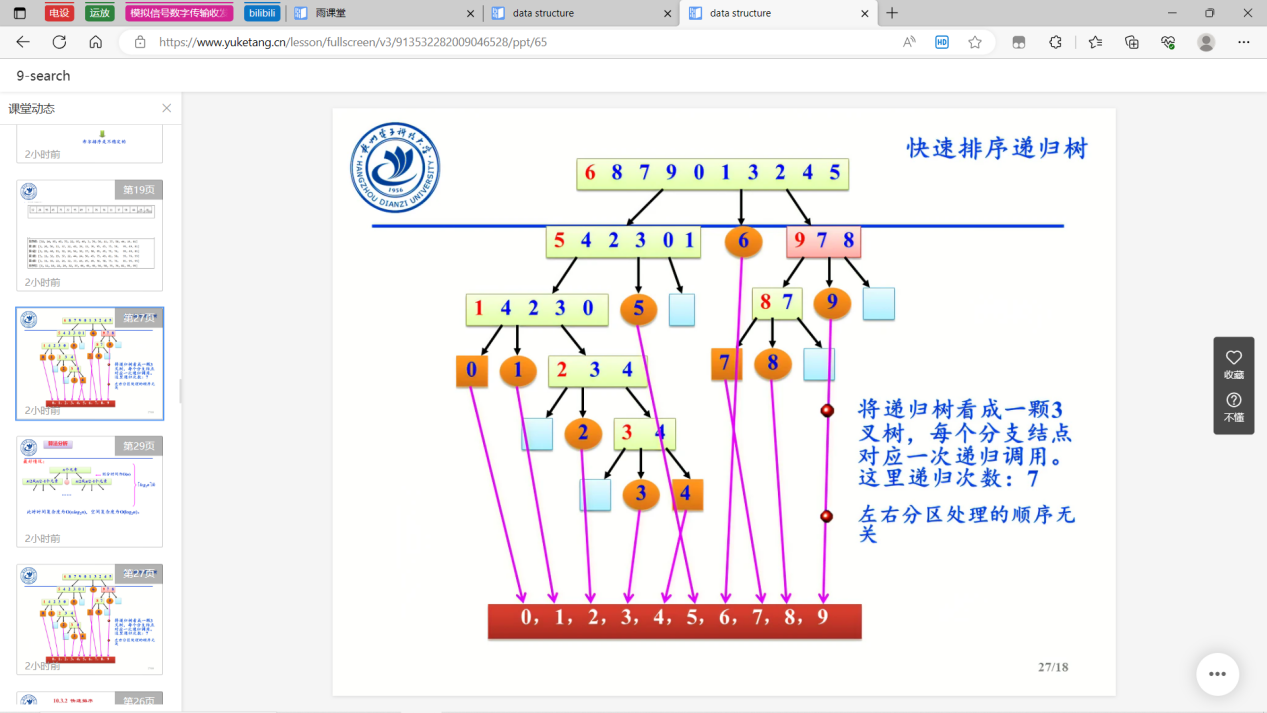 电设 运放 模拟信号数字传输收发 bilibili 雨课堂 data structure data structure
https://www.yuketang.cn/lesson/fullscreen/v3/913532282009046528/ppt/65
9-search
课堂动态
2小时前
第19页
2小时前
第27页
2小时前
第29页
2小时前
第27页
2小时前
第26页
HANGZHOU DIANZI UNIVERSITY
1956
快速排序递归树
6 8 7 9 0 1 3 2 4 5
5 4 2 3 0 1 6 9 7 8
1 4 2 3 0 5 8 7 9
0 1 2 3 4 7 8
2 3 4
3 4
将递归树看成一颗3
叉树，每个分支结点
对应一次递归调用。
这里递归次数：7
左右分区处理的顺序无
关
0，1，2，3，4，5，6，7，8，9
27/18
收藏
不懂